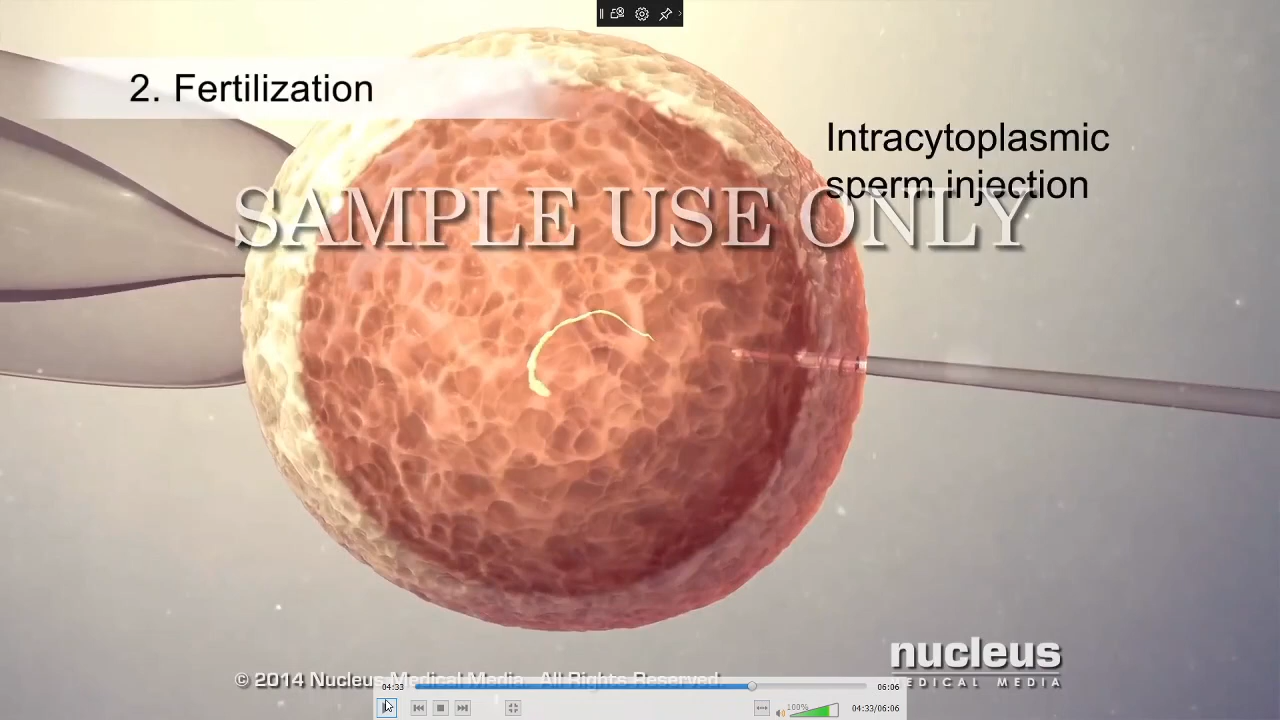 2. Fertilization
Intracytoplasmic
sperm injection
SAMPLE USE ONLY
nucleus
MEDICAL MEDIA
© 2014 Nucleus Medical Media. All Rights Reserved.
04:33
06:06
100%
04:33/06:06